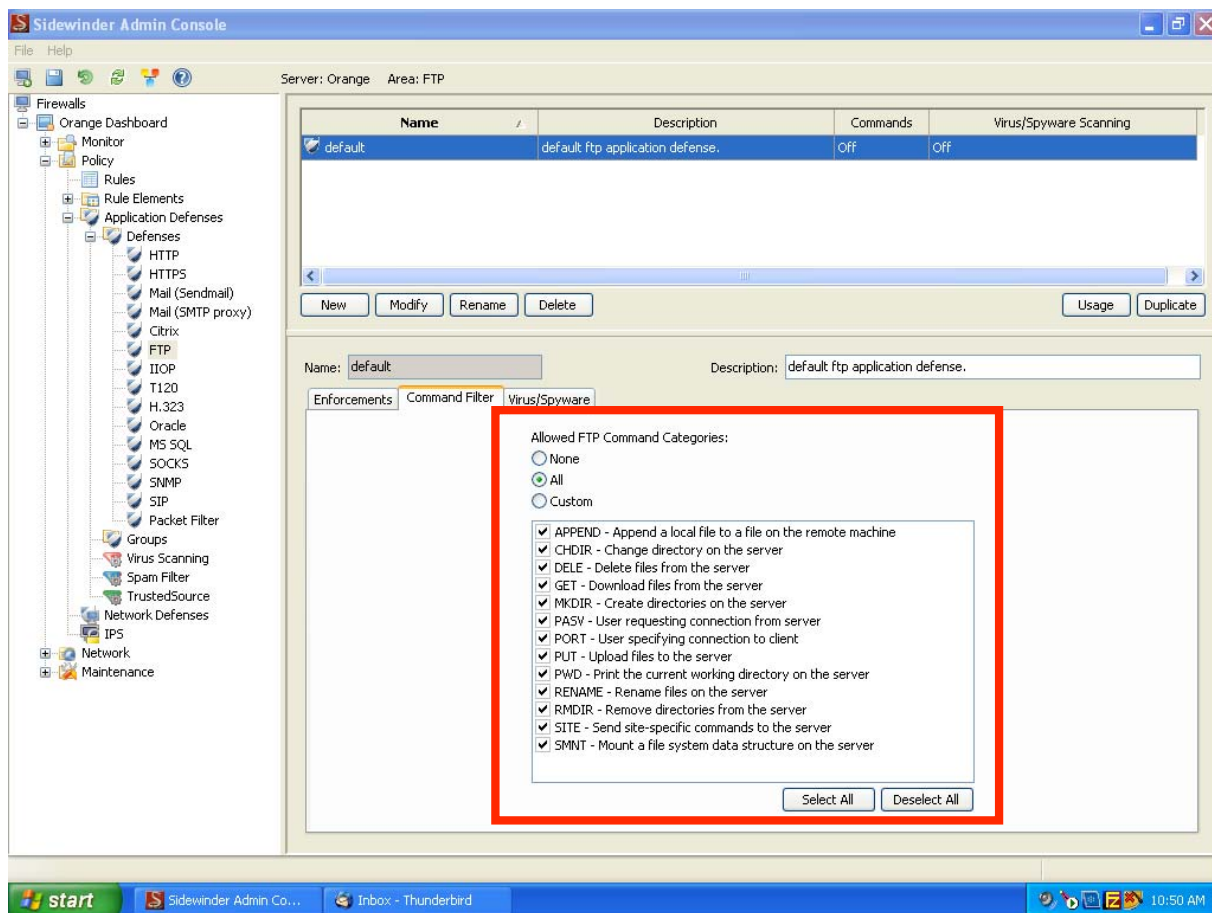 Sidewinder Admin Console
File Help
Server: Orange Area: FTP
Firewalls
Orange Dashboard
Monitor
Policy
Rules
Rule Elements
Application Defenses
Defenses
HTTP
HTTPS
Mail (Sendmail)
Mail (SMTP proxy)
Citrix
FTP
IIOP
T120
H.323
Oracle
MS SQL
SOCKS
SNMP
SIP
Packet Filter
Groups
Virus Scanning
Spam Filter
TrustedSource
Network Defenses
IPS
Network
Maintenance
Name Description Commands Virus/Spyware Scanning
default default ftp application defense. Off Off
New Modify Rename Delete Usage Duplicate
Name: default Description: default ftp application defense.
Enforcements Command Filter Virus/Spyware
Allowed FTP Command Categories:
None
All
Custom
APPEND - Append a local file to a file on the remote machine
CHDIR - Change directory on the server
DELE - Delete files from the server
GET - Download files from the server
MKDIR - Create directories on the server
PASV - User requesting connection from server
PORT - User specifying connection to client
PUT - Upload files to the server
PWD - Print the current working directory on the server
RENAME - Rename files on the server
RMDIR - Remove directories from the server
SITE - Send site-specific commands to the server
SMNT - Mount a file system data structure on the server
Select All Deselect All
start Sidewinder Admin Co... Inbox - Thunderbird 10:50 AM